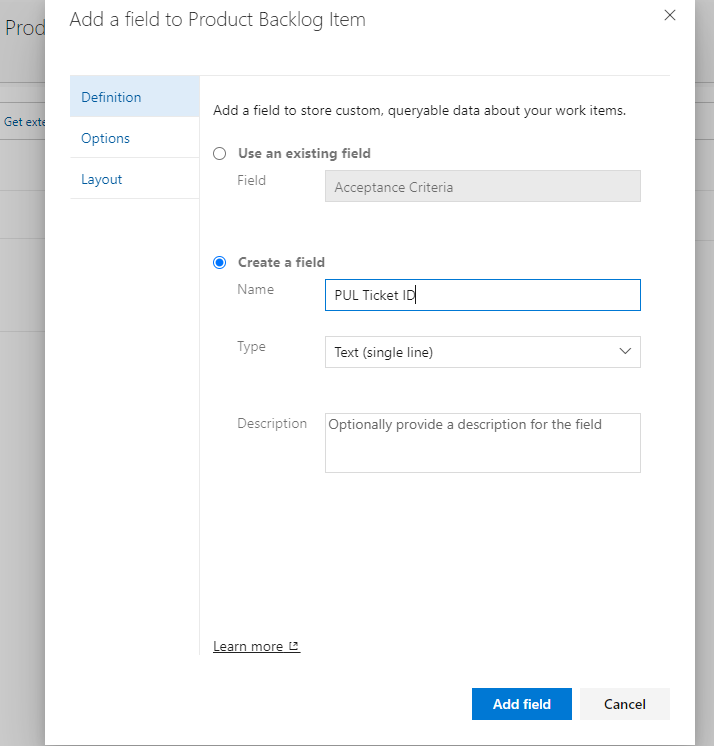 Add a field to Product Backlog Item
Prod
Get exte
Definition
Options
Layout
Add a field to store custom, queryable data about your work items.
Use an existing field
Field
Acceptance Criteria
Create a field
Name
PUL Ticket ID
Type
Text (single line)
Description
Optionally provide a description for the field
Learn more
Add field
Cancel